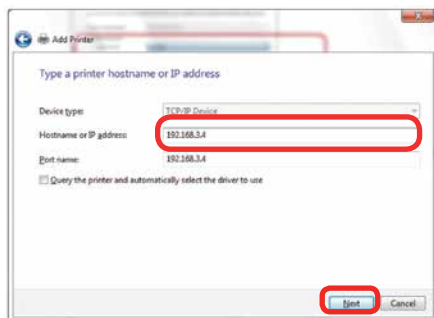 Add Printer
Type a printer hostname or IP address
Device type: TCP/IP Device
Hostname or IP address: 192.168.3.4
Port name: 192.168.3.4
Query the printer and automatically select the driver to use
Next Cancel